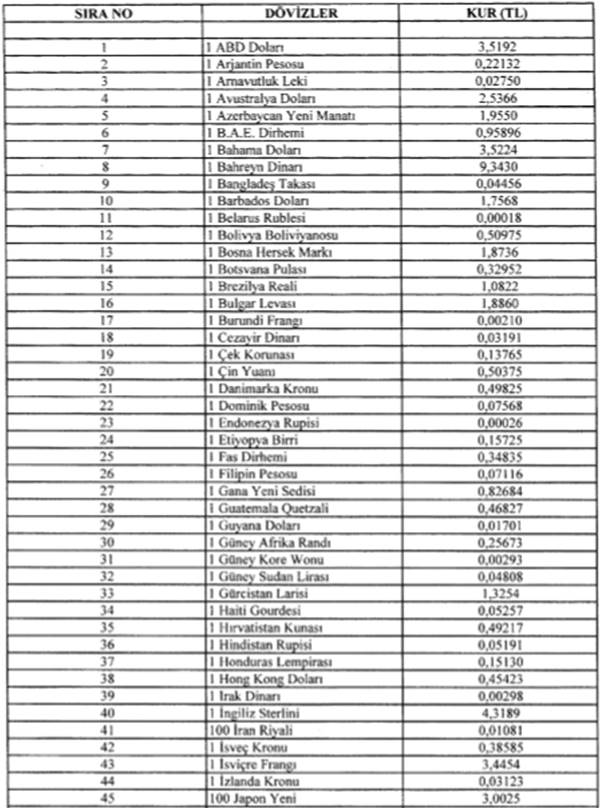 SIRA NO DÖVİZLER KUR (TL)
1 1 ABD Doları 3,5192
2 1 Arjantin Pesosu 0,22132
3 1 Arnavutluk Leki 0,02750
4 1 Avustralya Doları 2,5366
5 1 Azerbaycan Yeni Manatı 1,9550
6 1 B.A.E. Dirhemi 0,95896
7 1 Bahama Doları 3,5224
8 1 Bahreyn Dinarı 9,3430
9 1 Bangladeş Takası 0,04456
10 1 Barbados Doları 1,7568
11 1 Belarus Rublesi 0,00018
12 1 Bolivya Bolivyanosu 0,50975
13 1 Bosna Hersek Markı 1,8736
14 1 Botsvana Pulası 0,32952
15 1 Brezilya Reali 1,0822
16 1 Bulgar Levası 1,8860
17 1 Burundi Frangı 0,00210
18 1 Cezayir Dinarı 0,03191
19 1 Çek Korunası 0,13765
20 1 Çin Yuanı 0,50375
21 1 Danimarka Kronu 0,49825
22 1 Dominik Pesosu 0,07568
23 1 Endonezya Rupisi 0,00026
24 1 Etiyopya Birri 0,15725
25 1 Fas Dirhemi 0,34835
26 1 Filipin Pesosu 0,07116
27 1 Gana Yeni Sedisi 0,82684
28 1 Guatemala Quetzali 0,46827
29 1 Guyana Doları 0,01701
30 1 Güney Afrika Randı 0,25673
31 1 Güney Kore Wonu 0,00293
32 1 Güney Sudan Lirası 0,04808
33 1 Gürcistan Larisi 1,3254
34 1 Haiti Gourdesi 0,05257
35 1 Hırvatistan Kunası 0,49217
36 1 Hindistan Rupisi 0,05191
37 1 Honduras Lempirası 0,15130
38 1 Hong Kong Doları 0,45423
39 1 Irak Dinarı 0,00298
40 1 İngiliz Sterlini 4,3189
41 100 İran Riyali 0,01081
42 1 İsveç Kronu 0,38585
43 1 İsviçre Frangı 3,4454
44 1 İzlanda Kronu 0,03123
45 100 Japon Yeni 3,0025